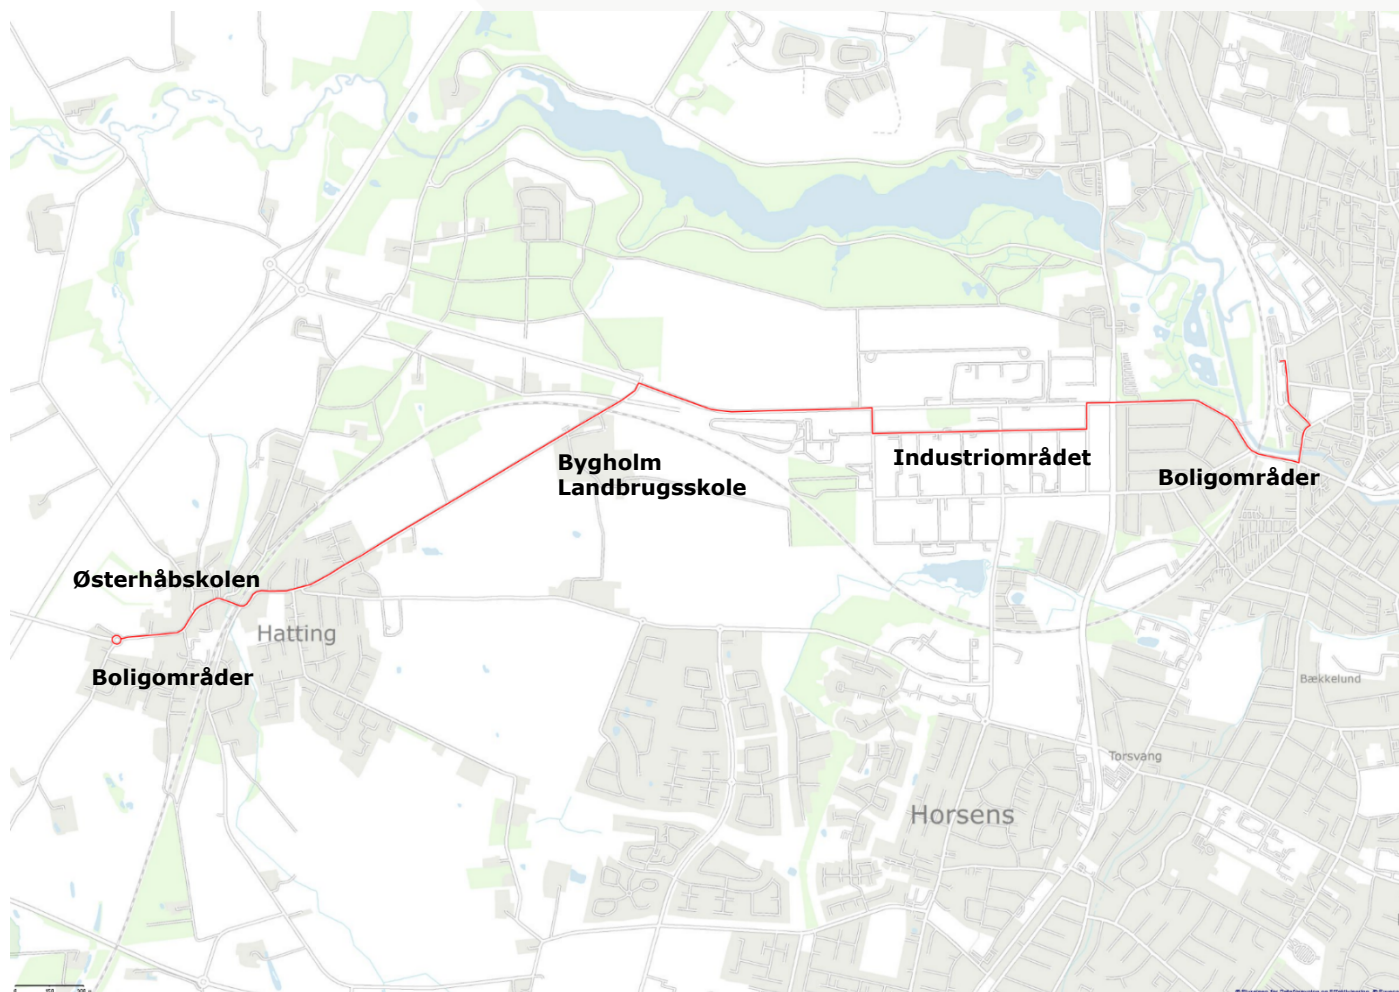 Bygholm
Landbrugsskole
Industriområdet
Boligområder
Østerhåbskolen
Hatting
Boligområder
Bækkelund
Torsvang
Horsens